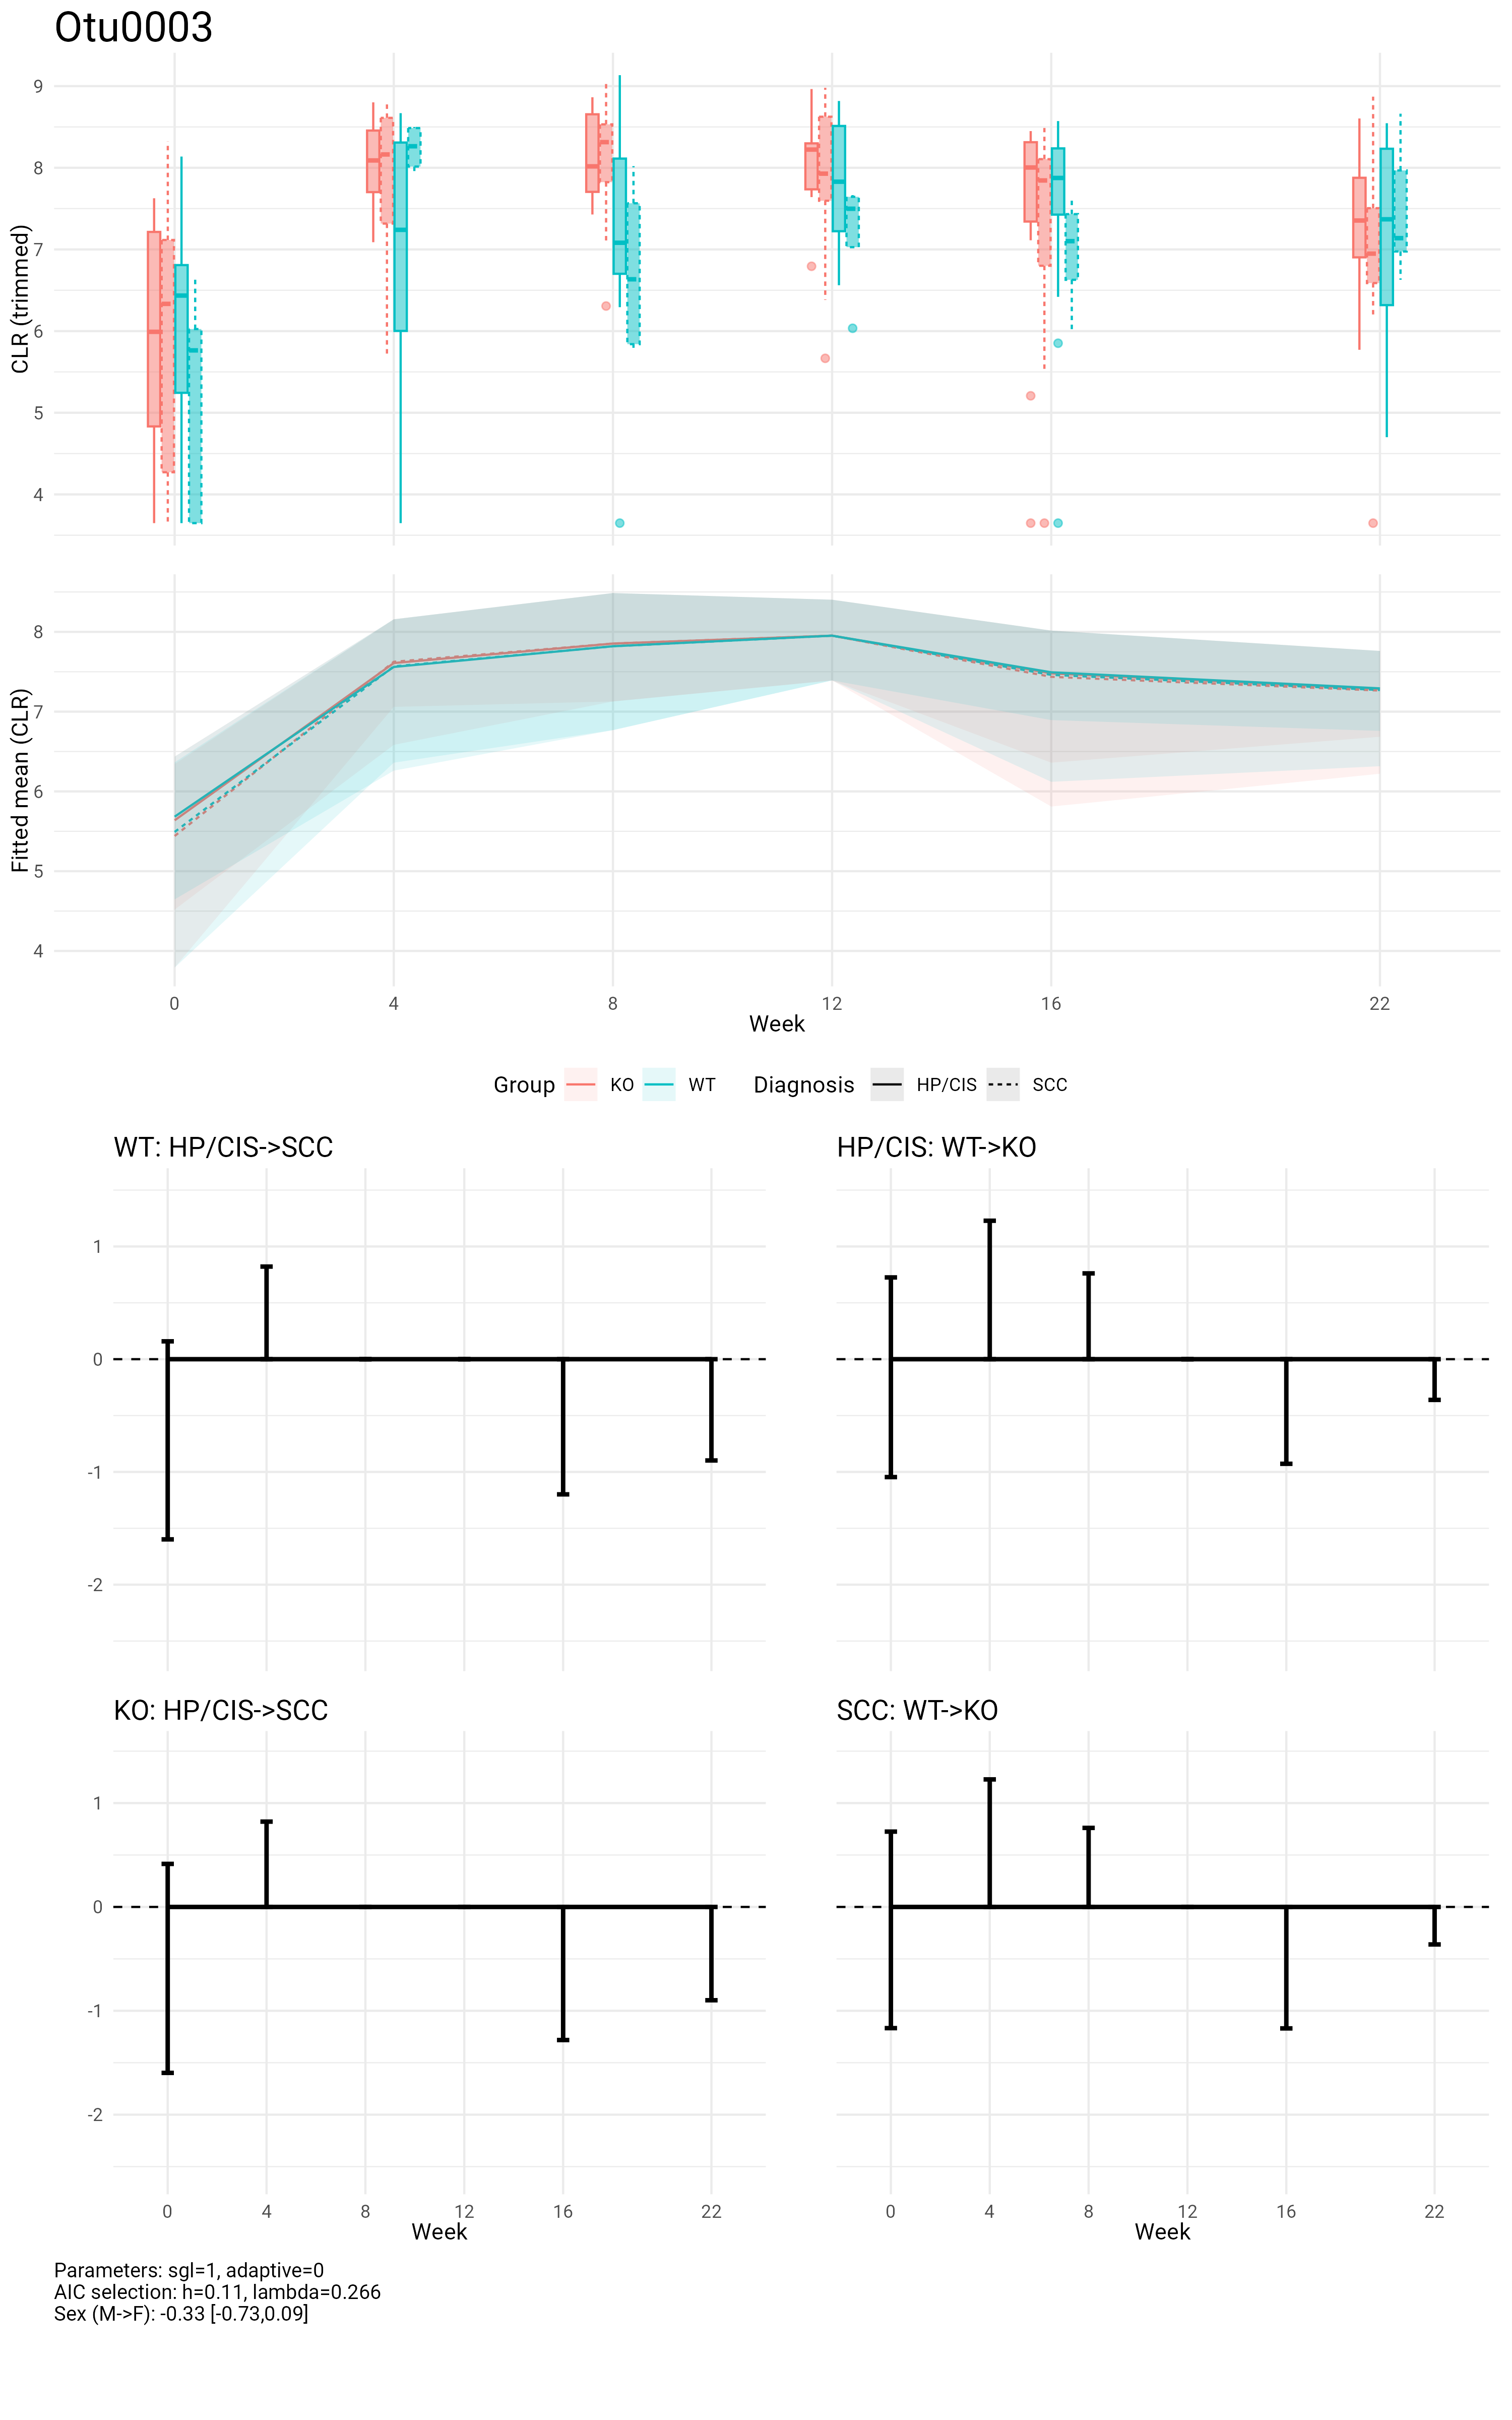 Otu0003
CLR (trimmed)
9
8
7
6
5
4
Fitted mean (CLR)
8
7
6
5
4
0 4 8 12 16 22
Week
Group KO WT Diagnosis HP/CIS SCC
WT: HP/CIS->SCC
HP/CIS: WT->KO
1
0
-1
-2
KO: HP/CIS->SCC
SCC: WT->KO
1
0
-1
-2
0 4 8 12 16 22
Week
0 4 8 12 16 22
Week
Parameters: sgl=1, adaptive=0
AIC selection: h=0.11, lambda=0.266
Sex (M->F): -0.33 [-0.73,0.09]